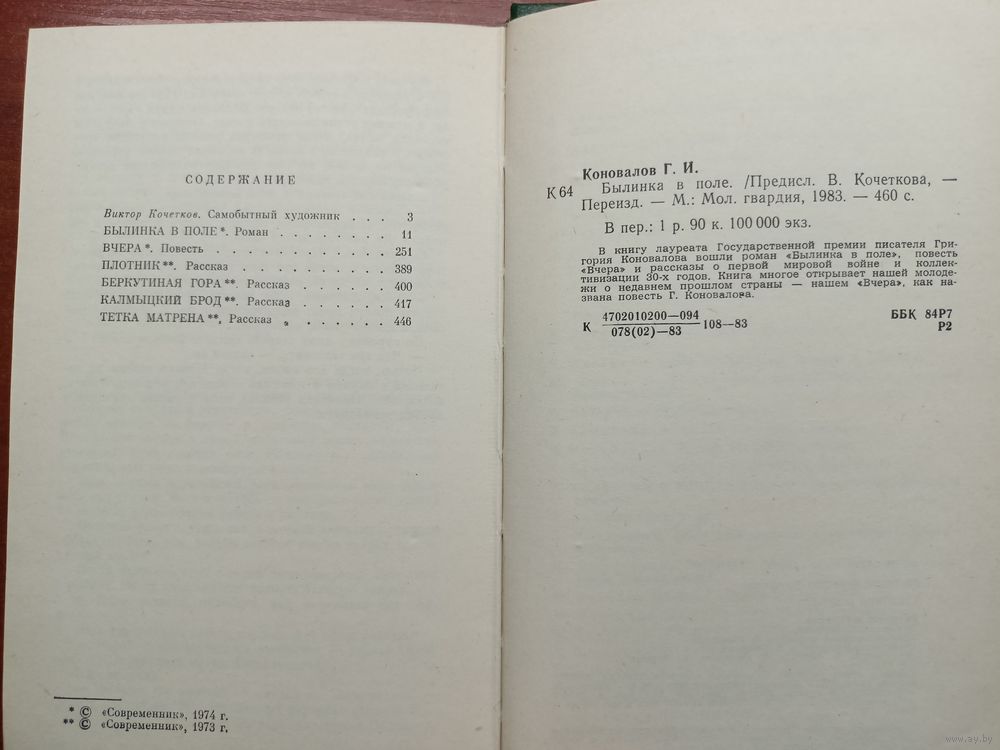 СОДЕРЖАНИЕ
Виктор Кочетков. Самобытный художник . . . 3
БЫЛИНКА В ПОЛЕ*. Роман . . . . . . . . 11
ВЧЕРА*. Повесть . . . . . . . . . . . 251
ПЛОТНИК**. Рассказ . . . . . . . . . . 389
БЕРКУТИНАЯ ГОРА**. Рассказ . . . . . . 400
КАЛМЫЦКИЙ БРОД**. Рассказ . . . . . . 417
ТЕТКА МАТРЕНА**. Рассказ . . . . . . . 446
* © «Современник», 1974 г.
** © «Современник», 1973 г.
Коновалов Г. И.
К 64 Былинка в поле. /Предисл. В. Кочеткова, —
Переизд. — М.: Мол. гвардия, 1983. — 460 с.
В пер.: 1 р. 90 к. 100 000 экз.
В книгу лауреата Государственной премии писателя Гри-
гория Коновалова вошли роман «Былинка в поле», повесть
«Вчера» и рассказы о первой мировой войне и коллек-
тивизации 30-х годов. Книга многое открывает нашей молоде-
жи о недавнем прошлом страны — нашем «Вчера», как на-
звана повесть Г. Коновалова.
К 4702010200—094 108—83 ББК 84Р7
078(02)—83 Р2
www.ay.by